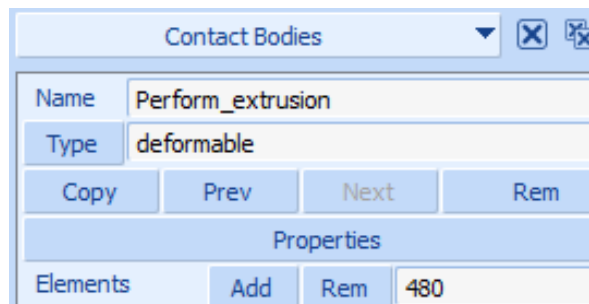 Contact Bodies
Name Perform_extrusion
Type deformable
Copy Prev Next Rem
Properties
Elements Add Rem 480